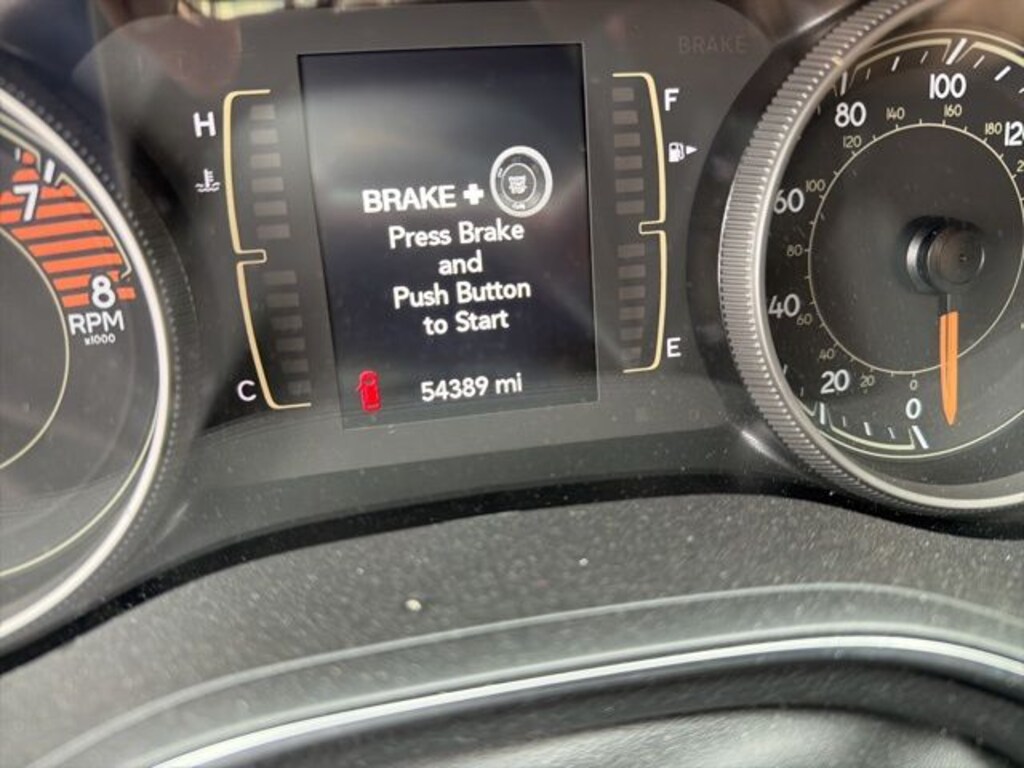 BRAKE
H
F
C
E
BRAKE +
Press Brake
and
Push Button
to Start
54389 mi
7
8
RPM
x1000
0
20
40
60
80
100
0
20
40
60
80
100
120
140
160
180